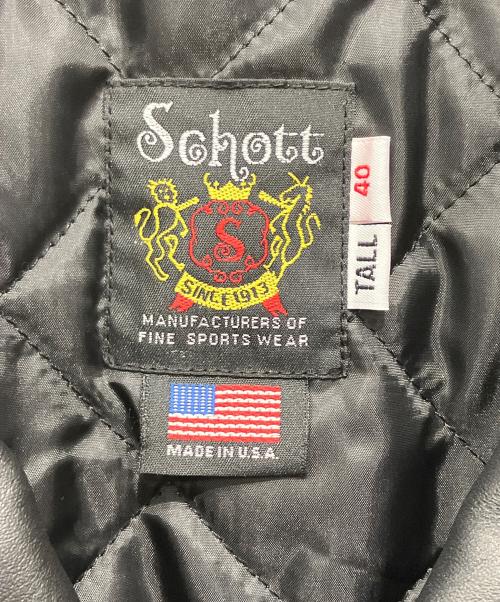 Schott
40
TALL
S
SINCE 1913
MANUFACTURERS OF
FINE SPORTS WEAR
MADE IN U.S.A.